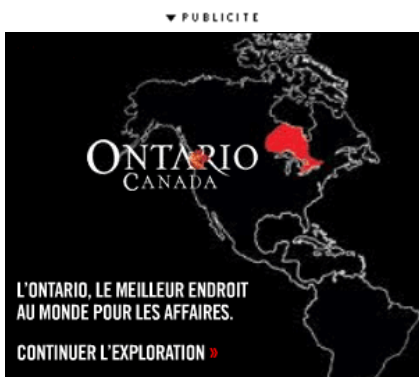 ▼ PUBLICITE
ONTARIO
CANADA
L'ONTARIO, LE MEILLEUR ENDROIT
AU MONDE POUR LES AFFAIRES.
CONTINUER L'EXPLORATION »